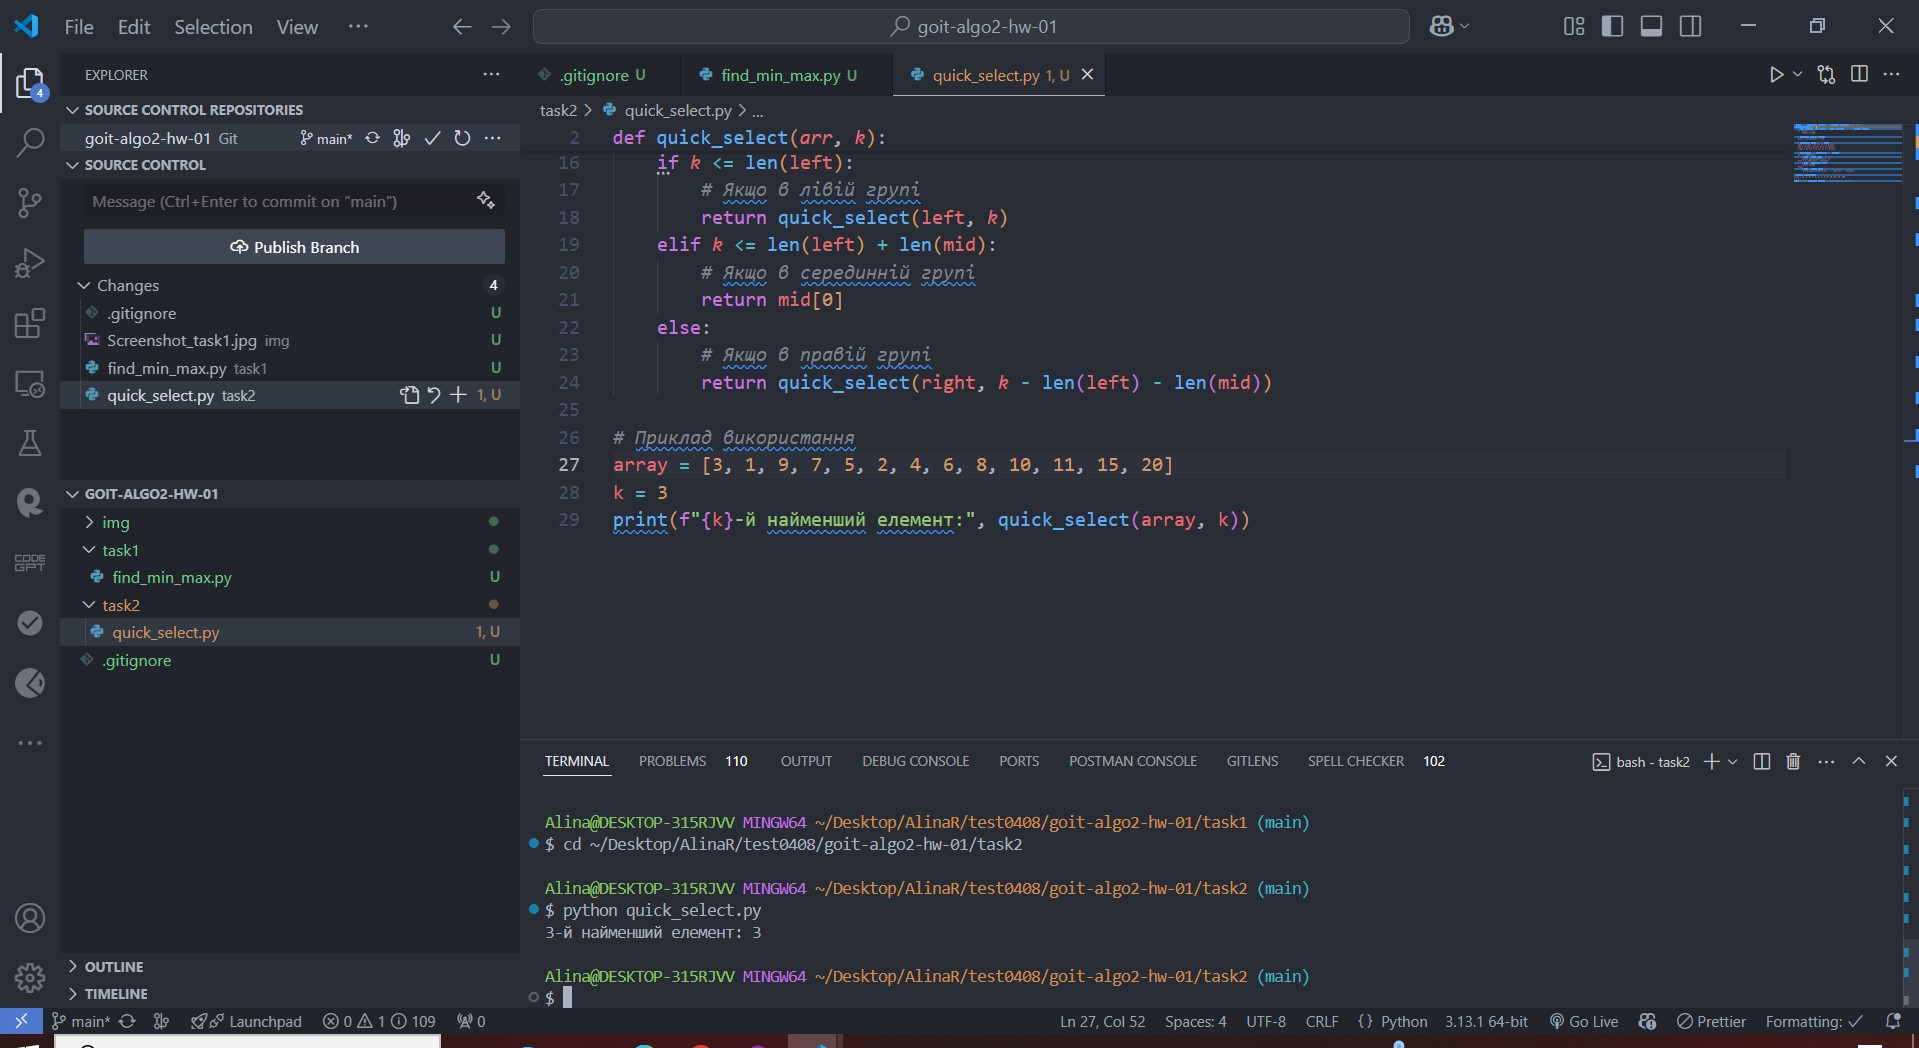 File Edit Selection View ··· goit-algo2-hw-01
EXPLORER ···
SOURCE CONTROL REPOSITORIES
goit-algo2-hw-01 Git main* ···
SOURCE CONTROL
Message (Ctrl+Enter to commit on "main")
Publish Branch
Changes 4
.gitignore U
Screenshot_task1.jpg img U
find_min_max.py task1 U
quick_select.py task2 1, U
GOIT-ALGO2-HW-01
img
task1
find_min_max.py U
task2
quick_select.py 1, U
.gitignore U
OUTLINE
TIMELINE
4
CODE
GPT
.gitignore U find_min_max.py U quick_select.py 1, U
task2 > quick_select.py > ...
2 def quick_select(arr, k):
16 if k <= len(left):
17 # Якщо в лівій групі
18 return quick_select(left, k)
19 elif k <= len(left) + len(mid):
20 # Якщо в серединній групі
21 return mid[0]
22 else:
23 # Якщо в правій групі
24 return quick_select(right, k - len(left) - len(mid))
25
26 # Приклад використання
27 array = [3, 1, 9, 7, 5, 2, 4, 6, 8, 10, 11, 15, 20]
28 k = 3
29 print(f"{k}-й найменший елемент:", quick_select(array, k))
TERMINAL PROBLEMS 110 OUTPUT DEBUG CONSOLE PORTS POSTMAN CONSOLE GITLENS SPELL CHECKER 102 bash - task2
Alina@DESKTOP-315RJVV MINGW64 ~/Desktop/AlinaR/test0408/goit-algo2-hw-01/task1 (main)
$ cd ~/Desktop/AlinaR/test0408/goit-algo2-hw-01/task2
Alina@DESKTOP-315RJVV MINGW64 ~/Desktop/AlinaR/test0408/goit-algo2-hw-01/task2 (main)
$ python quick_select.py
3-й найменший елемент: 3
Alina@DESKTOP-315RJVV MINGW64 ~/Desktop/AlinaR/test0408/goit-algo2-hw-01/task2 (main)
$
main* Launchpad 0 1 109 0 Ln 27, Col 52 Spaces: 4 UTF-8 CRLF {} Python 3.13.1 64-bit Go Live Prettier Formatting: ✓